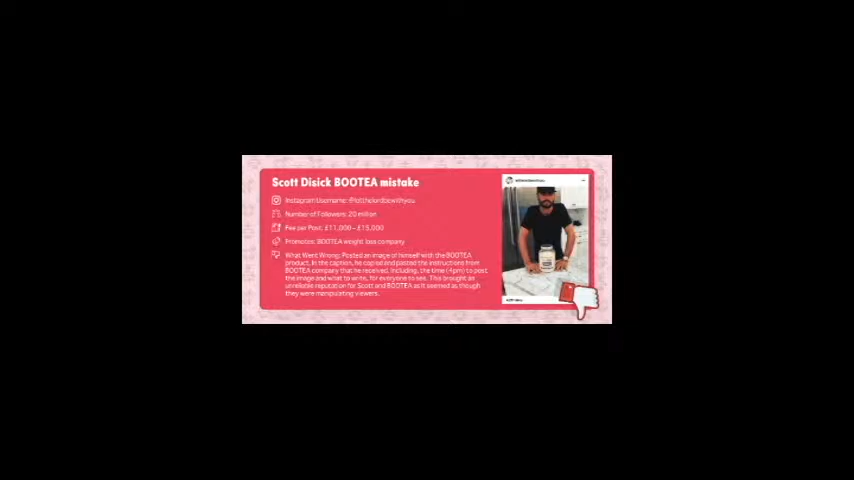 Scott Disick BOOTEA mistake
Instagram Username: @letthelordbewithyou
Number of Followers: 20 million
Fee per Post: £11,000 – £15,000
Promotes: BOOTEA weight loss company
What Went Wrong: Posted an image of himself with the BOOTEA
product. In the caption, he copied and pasted the instructions from
BOOTEA company that he received. Including, the time (4pm) to post
the image and what to write, for everyone to see. This brought an
unreliable reputation for Scott and BOOTEA as it seemed as though
they were manipulating viewers.
letthelordbewithyou